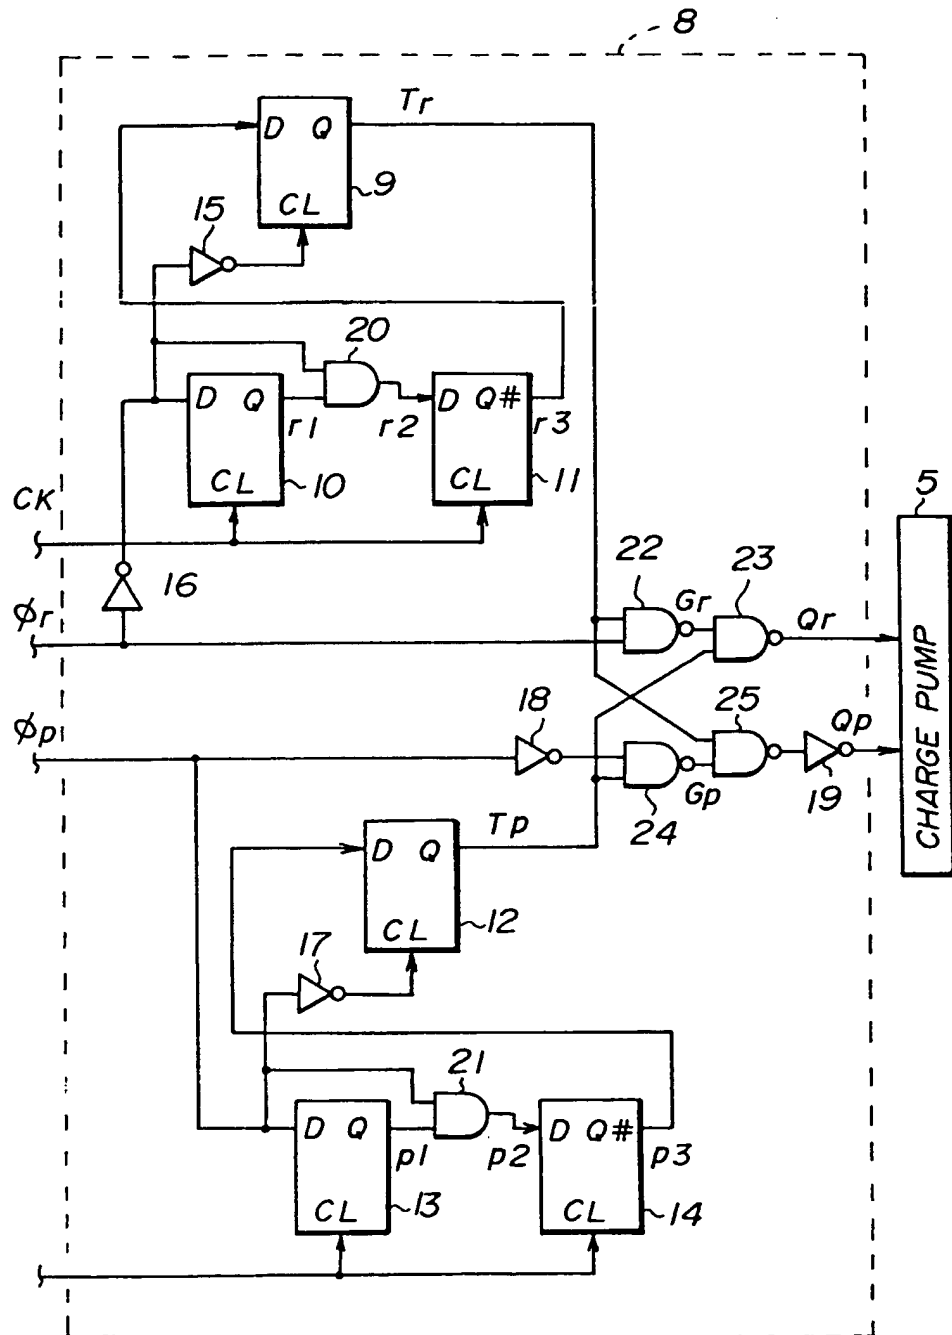 8
Tr
D Q
CL
9
15
20
D Q
r1
r2
D Q#
r3
CL
10
CL
11
CK
16
5
φr
22
Gr
23
Qr
φp
18
25
Qp
24
Gp
19
CHARGE PUMP
Tp
D Q
CL
12
17
21
D Q
p1
p2
D Q#
p3
CL
13
CL
14